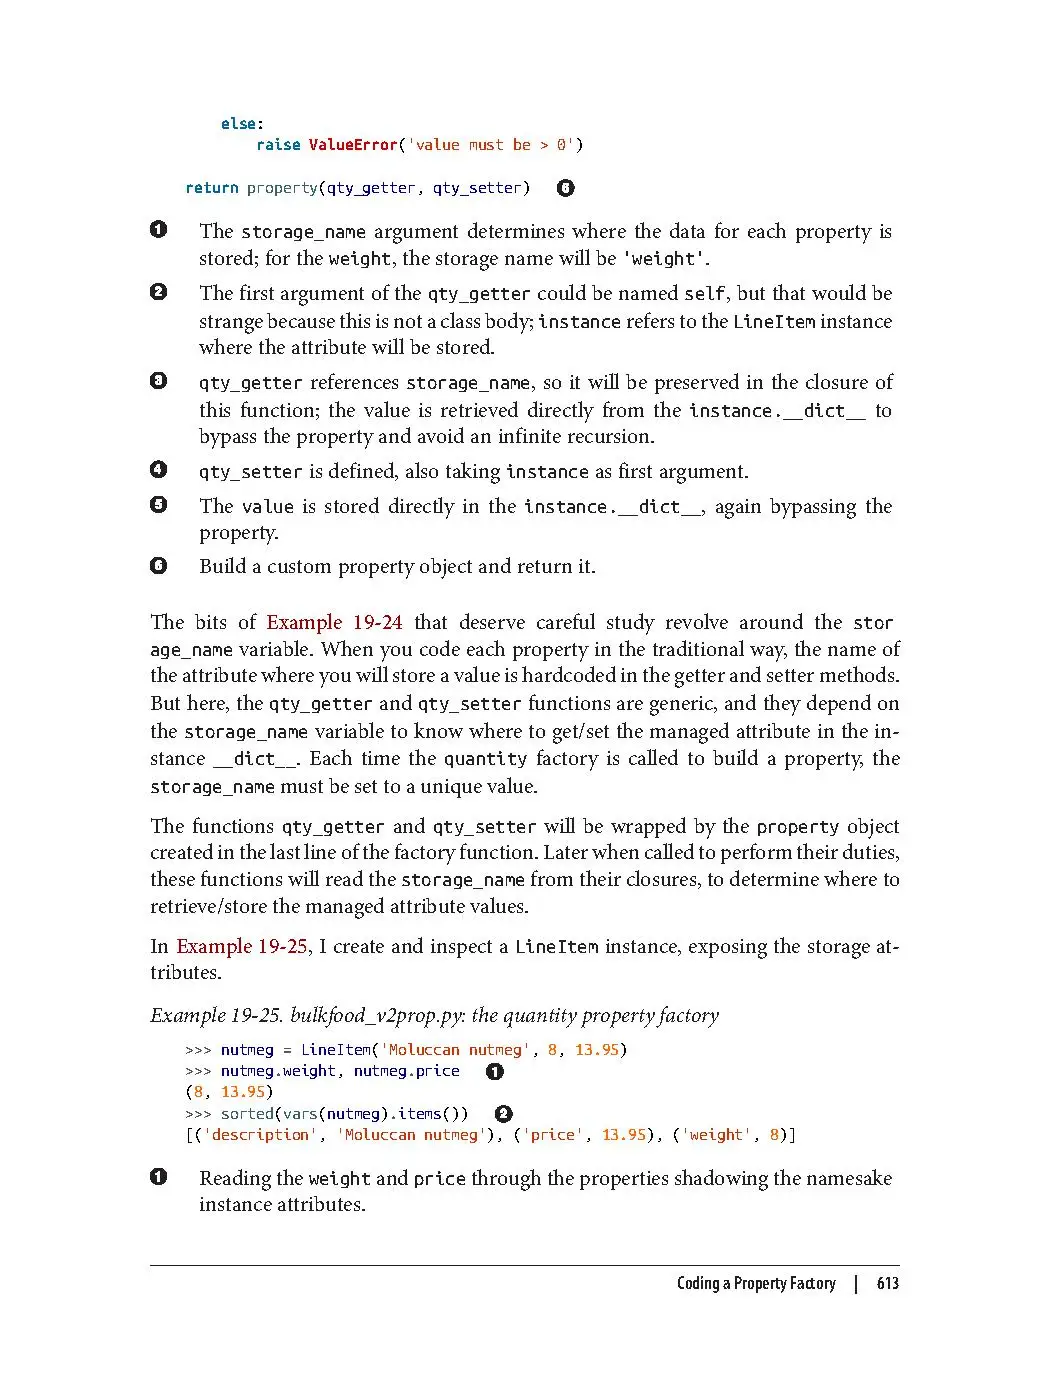 else:
raise ValueError('value must be > 0')
return property(qty_getter, qty_setter) ❻
❶ The storage_name argument determines where the data for each property is
stored; for the weight, the storage name will be 'weight'.
❷ The first argument of the qty_getter could be named self, but that would be
strange because this is not a class body; instance refers to the LineItem instance
where the attribute will be stored.
❸ qty_getter references storage_name, so it will be preserved in the closure of
this function; the value is retrieved directly from the instance.__dict__ to
bypass the property and avoid an infinite recursion.
❹ qty_setter is defined, also taking instance as first argument.
❺ The value is stored directly in the instance.__dict__, again bypassing the
property.
❻ Build a custom property object and return it.
The bits of Example 19-24 that deserve careful study revolve around the stor
age_name variable. When you code each property in the traditional way, the name of
the attribute where you will store a value is hardcoded in the getter and setter methods.
But here, the qty_getter and qty_setter functions are generic, and they depend on
the storage_name variable to know where to get/set the managed attribute in the in-
stance __dict__. Each time the quantity factory is called to build a property, the
storage_name must be set to a unique value.
The functions qty_getter and qty_setter will be wrapped by the property object
created in the last line of the factory function. Later when called to perform their duties,
these functions will read the storage_name from their closures, to determine where to
retrieve/store the managed attribute values.
In Example 19-25, I create and inspect a LineItem instance, exposing the storage at-
tributes.
Example 19-25. bulkfood_v2prop.py: the quantity property factory
>>> nutmeg = LineItem('Moluccan nutmeg', 8, 13.95)
>>> nutmeg.weight, nutmeg.price ❶
(8, 13.95)
>>> sorted(vars(nutmeg).items()) ❷
[('description', 'Moluccan nutmeg'), ('price', 13.95), ('weight', 8)]
❶ Reading the weight and price through the properties shadowing the namesake
instance attributes.
Coding a Property Factory | 613